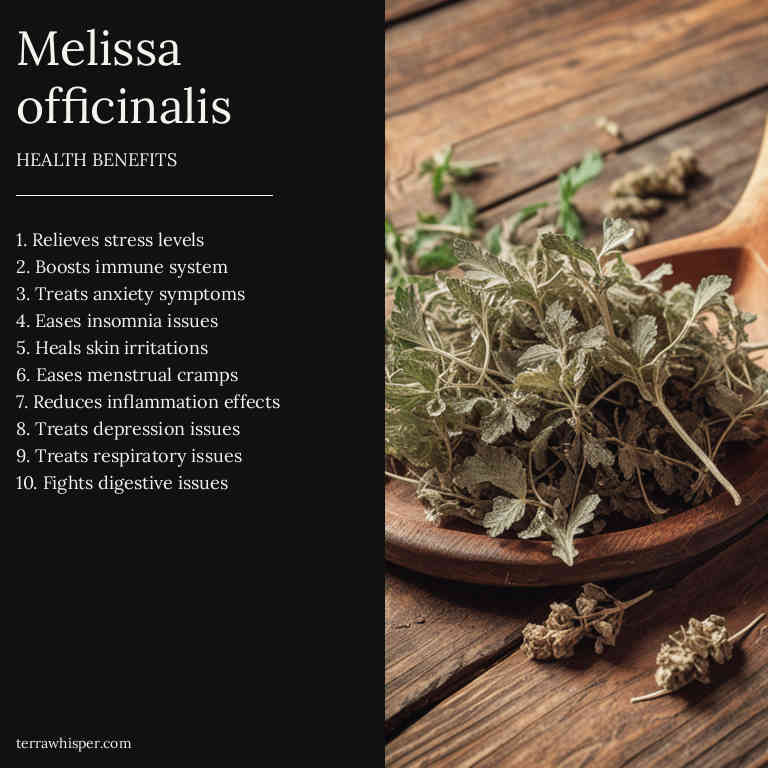 Melissa
officinalis
HEALTH BENEFITS
1. Relieves stress levels
2. Boosts immune system
3. Treats anxiety symptoms
4. Eases insomnia issues
5. Heals skin irritations
6. Eases menstrual cramps
7. Reduces inflammation effects
8. Treats depression issues
9. Treats respiratory issues
10. Fights digestive issues
terrawhisper.com